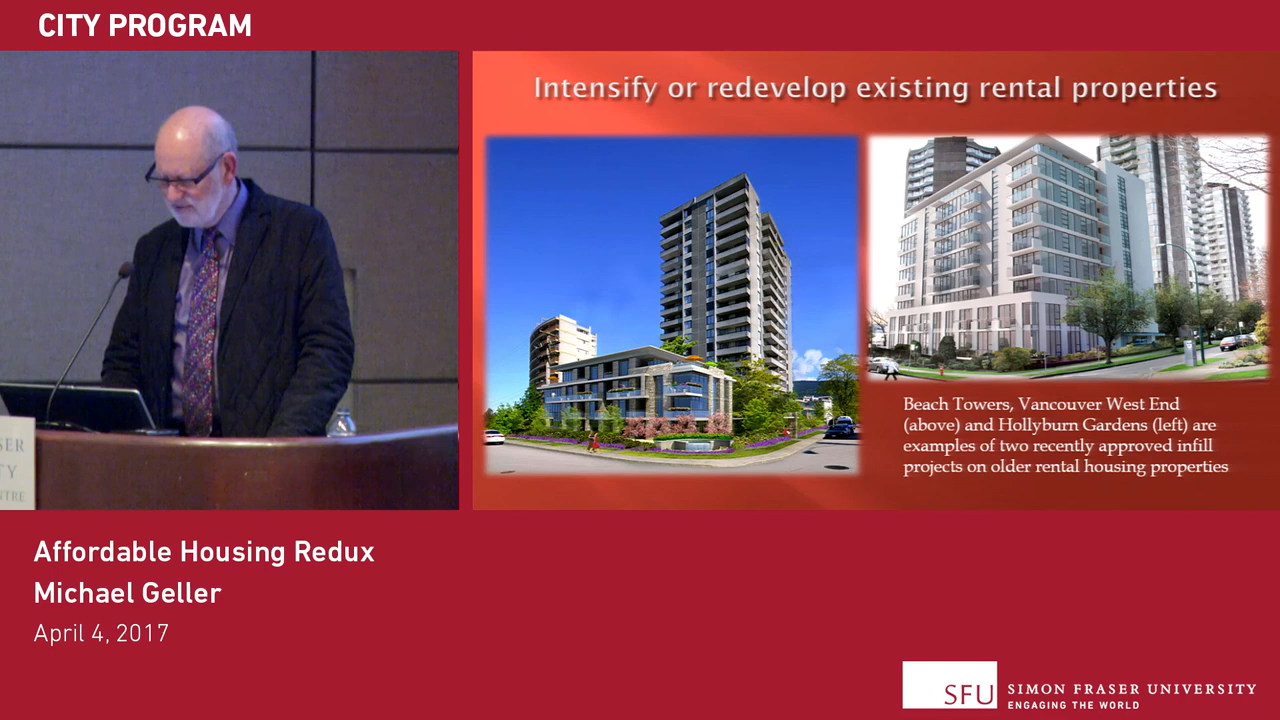 CITY PROGRAM
Intensify or redevelop existing rental properties
Beach Towers, Vancouver West End
(above) and Hollyburn Gardens (left) are
examples of two recently approved infill
projects on older rental housing properties
Affordable Housing Redux
Michael Geller
April 4, 2017
SFU
SIMON FRASER UNIVERSITY
ENGAGING THE WORLD